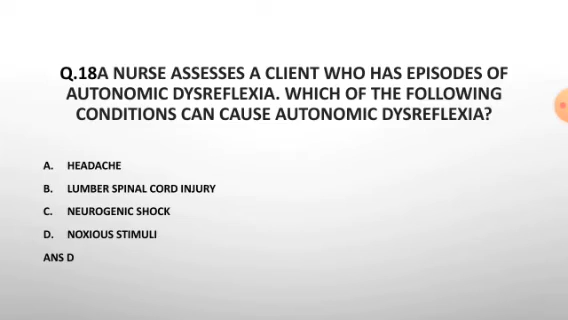 Q.18A NURSE ASSESSES A CLIENT WHO HAS EPISODES OF
AUTONOMIC DYSREFLEXIA. WHICH OF THE FOLLOWING
CONDITIONS CAN CAUSE AUTONOMIC DYSREFLEXIA?
A. HEADACHE
B. LUMBER SPINAL CORD INJURY
C. NEUROGENIC SHOCK
D. NOXIOUS STIMULI
ANS D